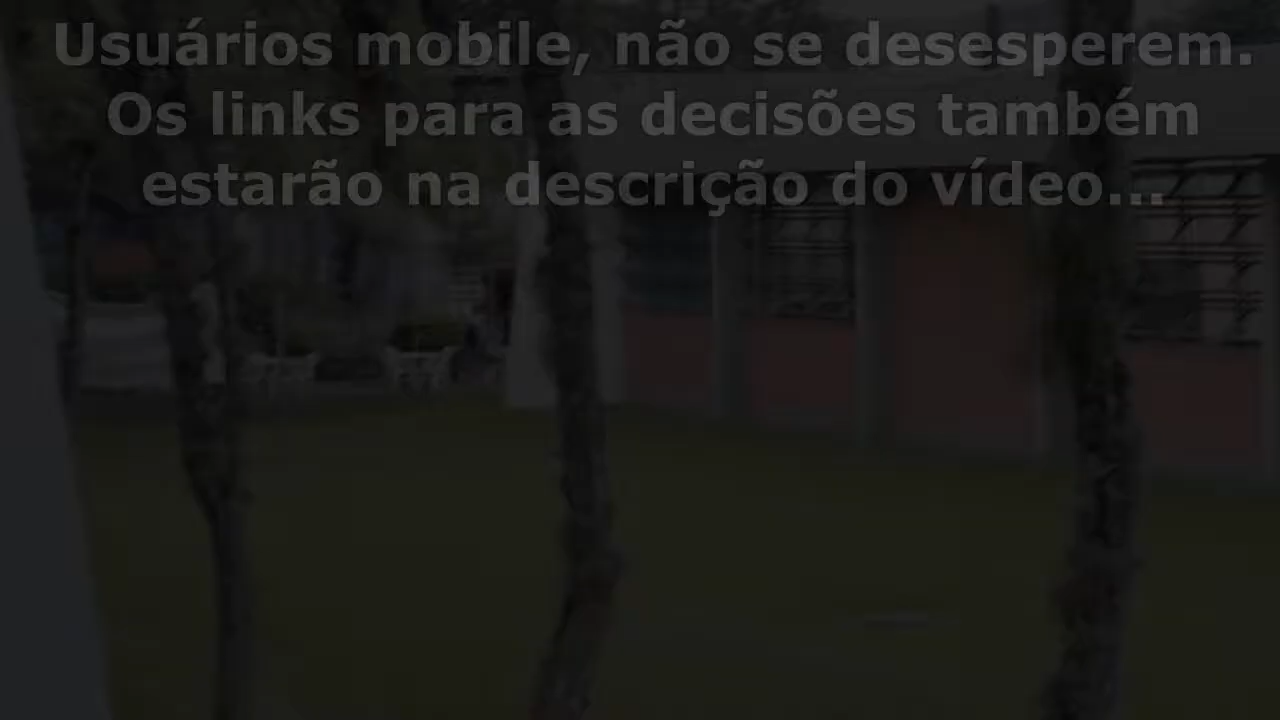 Usuários mobile, não se desesperem.
Os links para as decisões também
estarão na descrição do vídeo...